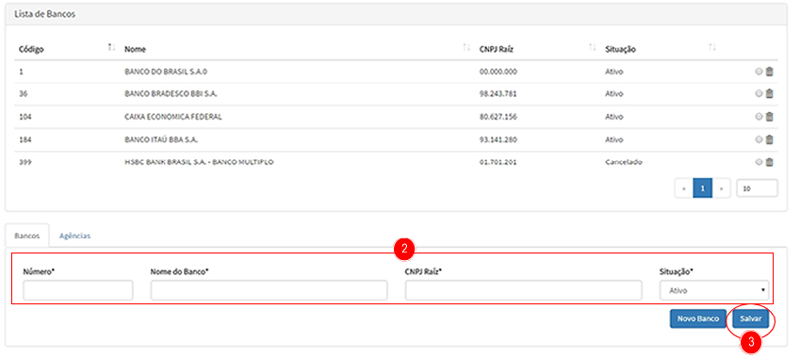 Lista de Bancos
Código Nome CNPJ Raíz Situação
1 BANCO DO BRASIL S.A.0 00.000.000 Ativo
36 BANCO BRADESCO BBI S.A. 98.243.781 Ativo
104 CAIXA ECONOMICA FEDERAL 80.627.156 Ativo
184 BANCO ITAÚ BBA S.A. 93.141.280 Ativo
399 HSBC BANK BRASIL S.A. - BANCO MULTIPLO 01.701.201 Cancelado
« 1 » 10
Bancos Agências
2
Número* Nome do Banco* CNPJ Raíz* Situação*
Ativo
Novo Banco Salvar
3